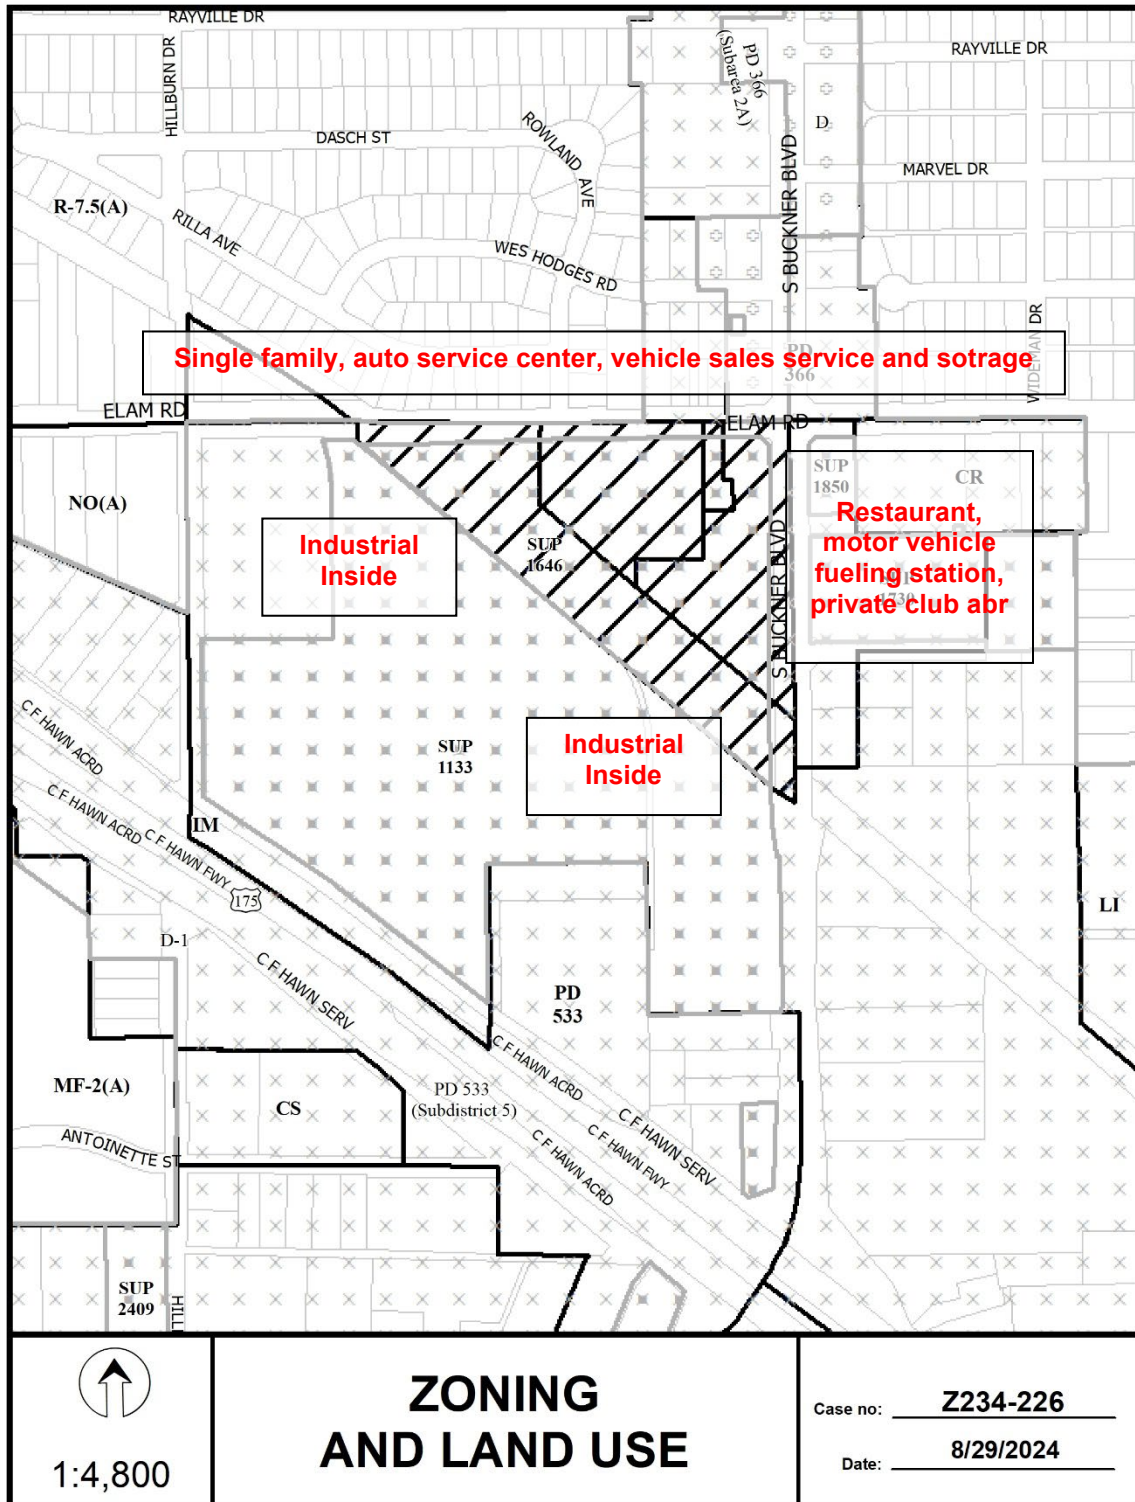 RAYVILLE DR
HILLBURN DR
DASCH ST
ROWLAND AVE
PD 366
(Subarea 2A)
RAYVILLE DR
D
MARVEL DR
S BUCKNER BLVD
R-7.5(A)
RILLA AVE
WES HODGES RD
WIDEMAN DR
Single family, auto service center, vehicle sales service and sotrage
PD
366
ELAM RD
ELAM RD
NO(A)
Industrial
Inside
SUP
1646
S BUCKNER BLVD
SUP
1850
CR
Restaurant,
motor vehicle
fueling station,
private club abr
SUP
1730
C F HAWN ACRD
SUP
1133
Industrial
Inside
C F HAWN ACRD
C F HAWN FWY
IM
175
LI
D-1
C F HAWN SERV
PD
533
C F HAWN ACRD
MF-2(A)
CS
PD 533
(Subdistrict 5)
C F HAWN SERV
C F HAWN FWY
C F HAWN ACRD
ANTOINETTE ST
SUP
2409
HILL
1:4,800
ZONING
AND LAND USE
Case no: Z234-226
Date: 8/29/2024